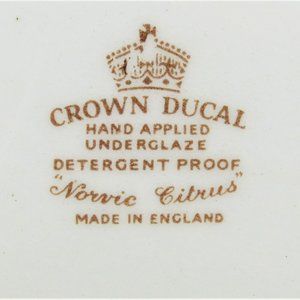 CROWN DUCAL
HAND APPLIED
UNDERGLAZE
DETERGENT PROOF
"Norvic Citrus"
MADE IN ENGLAND